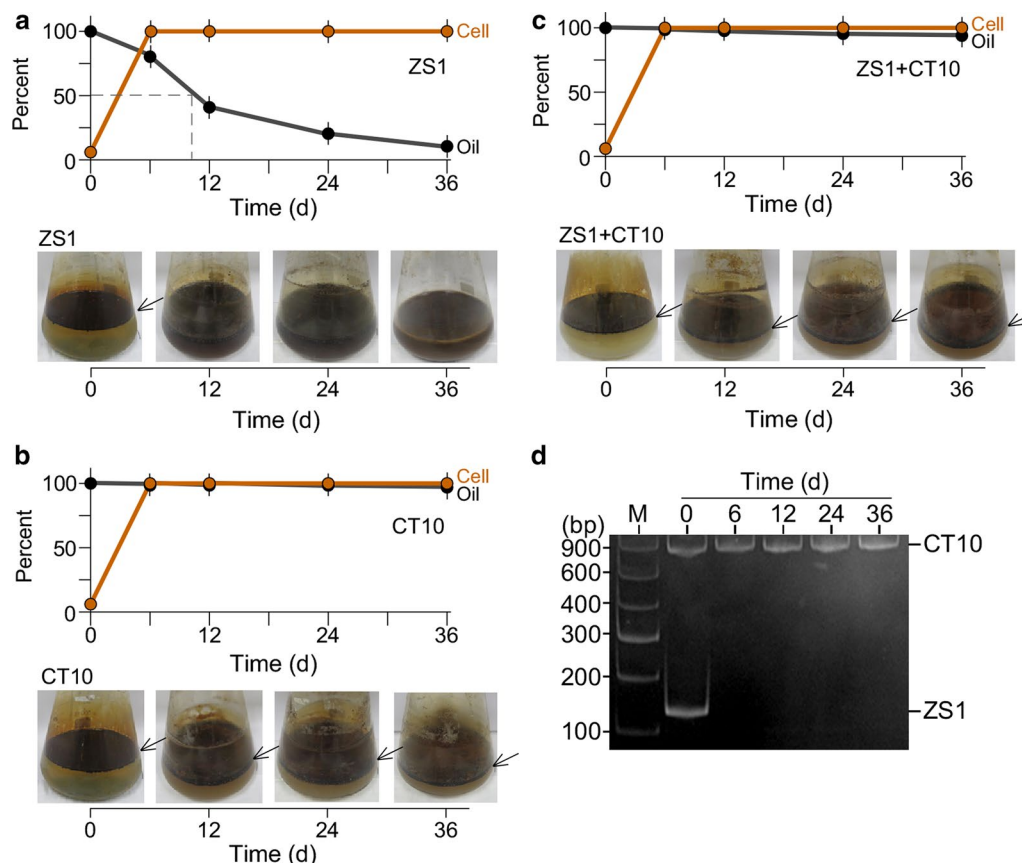 a
100
50
0
Percent
Cell
ZS1
Oil
0 12 24 36
Time (d)
ZS1
0 12 24 36
Time (d)
b
100
50
0
Percent
Cell
Oil
CT10
0 12 24 36
Time (d)
CT10
0 12 24 36
Time (d)
c
100
50
0
Percent
Cell
Oil
ZS1+CT10
0 12 24 36
Time (d)
ZS1+CT10
0 12 24 36
Time (d)
d
Time (d)
(bp) M 0 6 12 24 36
900
600
400
300
200
100
CT10
ZS1